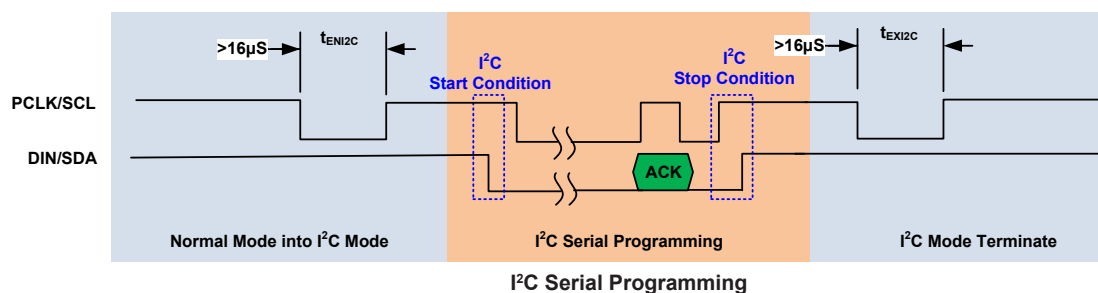 >16µS
tENI2C
I²C
Start Condition
I²C
Stop Condition
>16µS
tEXI2C
PCLK/SCL
DIN/SDA
ACK
Normal Mode into I²C Mode
I²C Serial Programming
I²C Mode Terminate
I²C Serial Programming